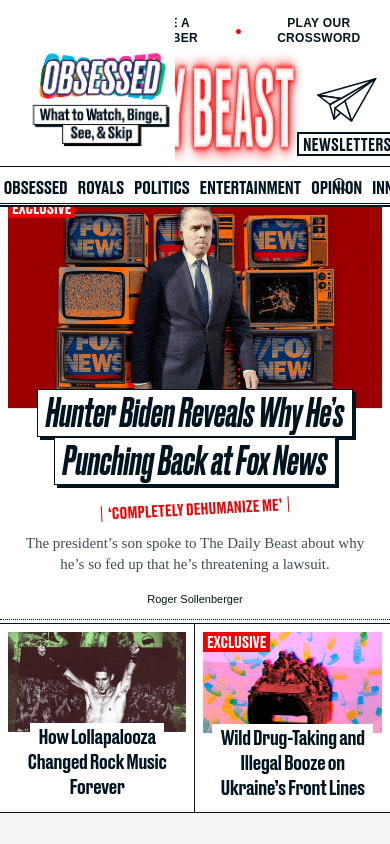 E A
BER
PLAY OUR
CROSSWORD
OBSESSED
What to Watch, Binge,
See, & Skip
Y BEAST
NEWSLETTERS
OBSESSED ROYALS POLITICS ENTERTAINMENT OPINION INN
EXCLUSIVE
FOX
NEWS
FOX
NEWS
FOX
NEWS
FOX
NEWS
Hunter Biden Reveals Why He’s
Punching Back at Fox News
‘COMPLETELY DEHUMANIZE ME’
The president’s son spoke to The Daily Beast about why
he’s so fed up that he’s threatening a lawsuit.
Roger Sollenberger
How Lollapalooza
Changed Rock Music
Forever
EXCLUSIVE
Wild Drug-Taking and
Illegal Booze on
Ukraine’s Front Lines